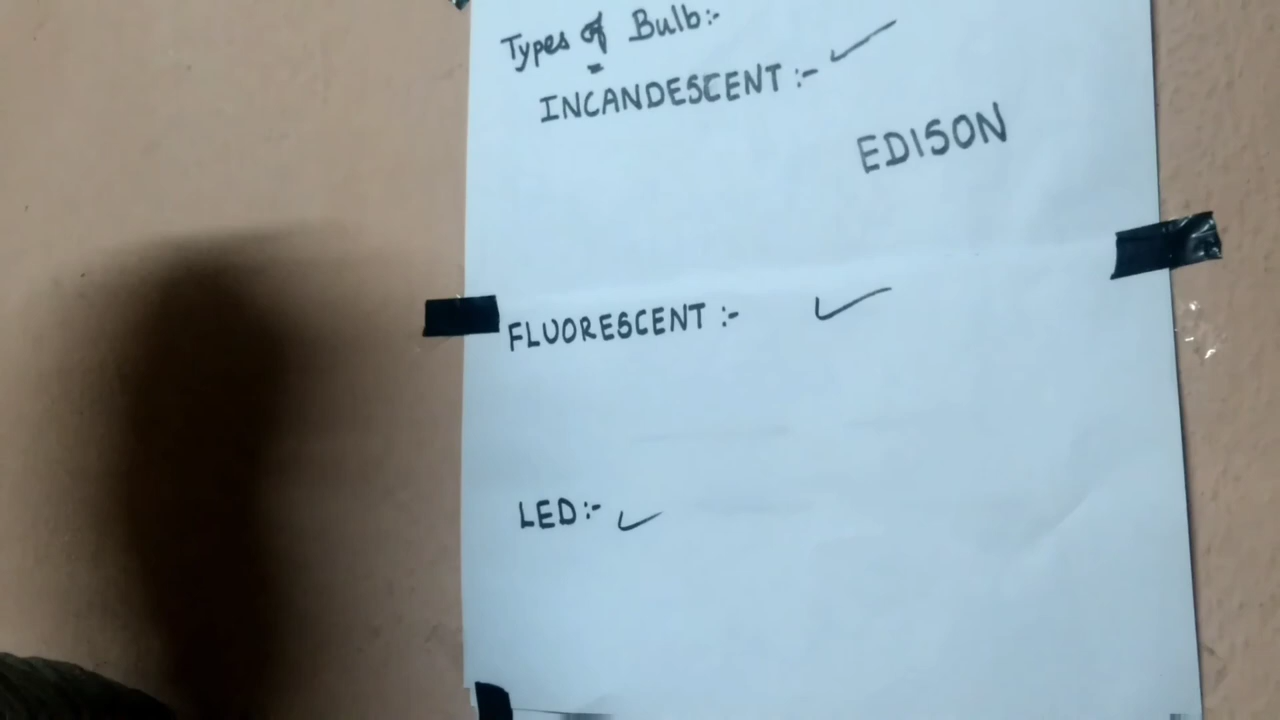 Types of Bulb:-
INCANDESCENT :-
EDISON
FLUORESCENT :-
LED:-